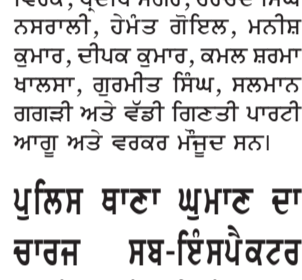 ਨਸਰਾਲੀ, ਹੇਮੰਤ ਗੋਇਲ, ਮਨੀਸ਼
ਕੁਮਾਰ, ਦੀਪਕ ਕੁਮਾਰ, ਕਮਲ ਸ਼ਰਮਾ
ਖਾਲਸਾ, ਗੁਰਮੀਤ ਸਿੰਘ, ਸਲਮਾਨ
ਗਗੜੀ ਅਤੇ ਵੱਡੀ ਗਿਣਤੀ ਪਾਰਟੀ
ਆਗੂ ਅਤੇ ਵਰਕਰ ਮੌਜੂਦ ਸਨ।
ਪੁਲਿਸ ਥਾਣਾ ਘੁਮਾਣ ਦਾ
ਚਾਰਜ ਸਬ-ਇੰਸਪੈਕਟਰ